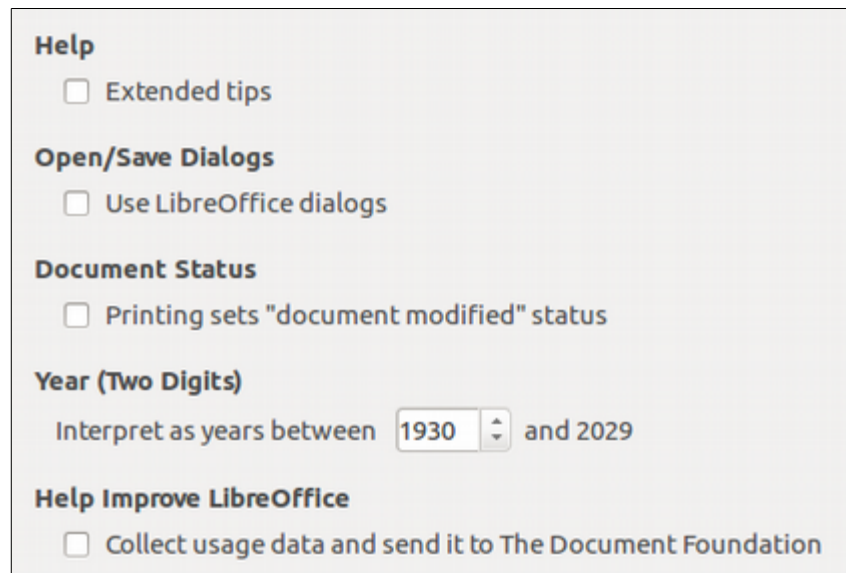 Help
Extended tips
Open/Save Dialogs
Use LibreOffice dialogs
Document Status
Printing sets "document modified" status
Year (Two Digits)
Interpret as years between 1930 and 2029
Help Improve LibreOffice
Collect usage data and send it to The Document Foundation